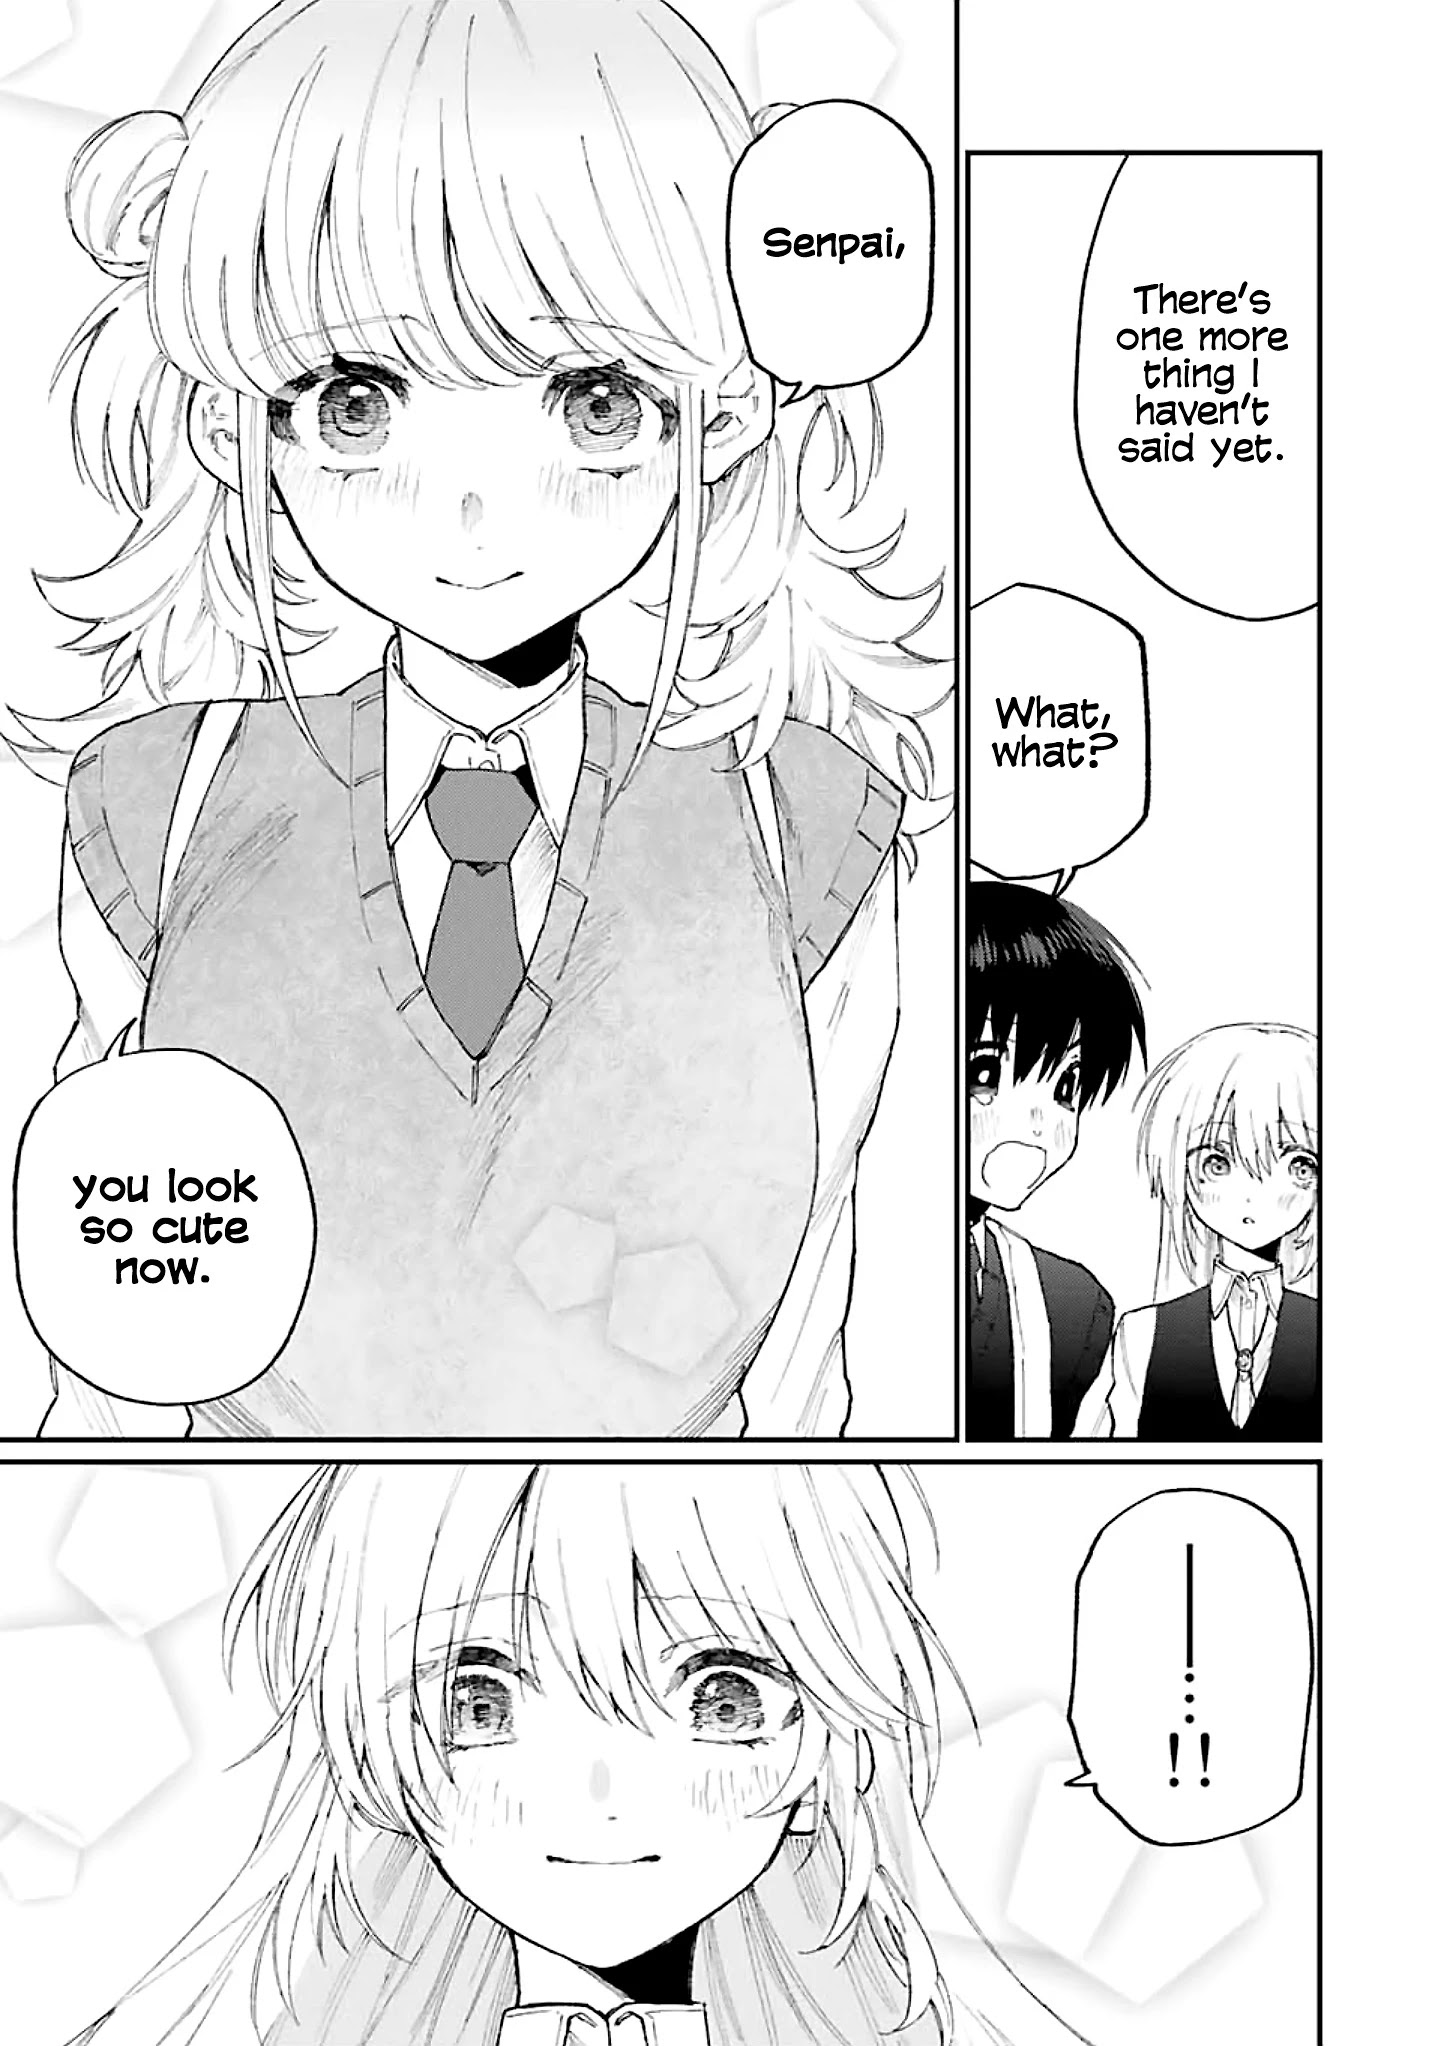 There's
one more
thing I
haven't
said yet.
What,
what?
Senpai,
you look
so cute
now.
—...!!